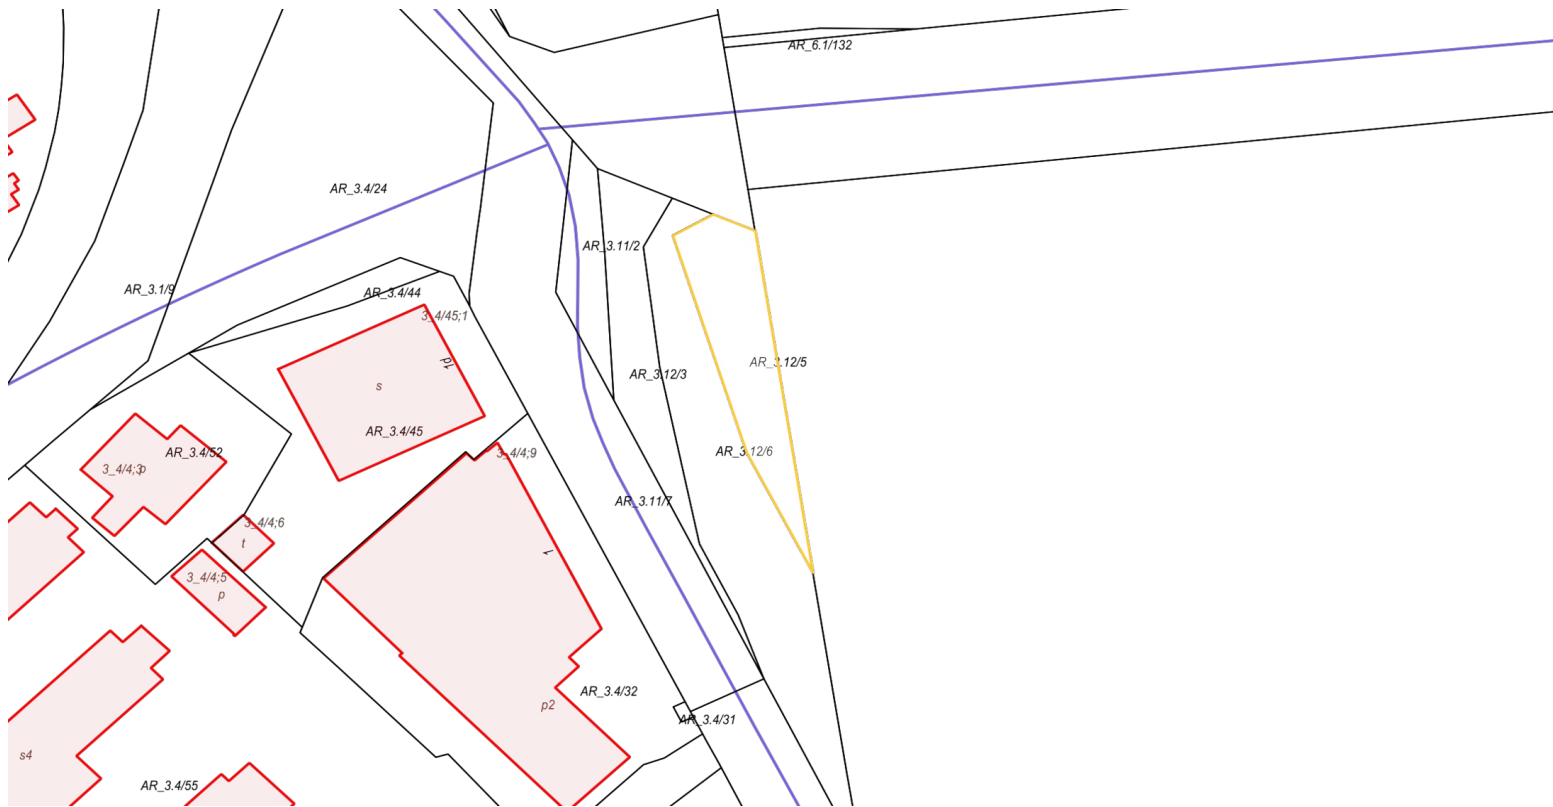 AR_6.1/132
AR_3.4/24
AR_3.11/2
AR_3.1/9
AR_3.4/44
3_4/45;1
1p
AR_3.12/5
AR_3.12/3
s
AR_3.4/45
AR_3.4/52
AR_3.12/6
3_4/4;9
3_4/4;3
p
AR_3.11/7
3_4/4;6
t
1
3_4/4;5
p
AR_3.4/32
p2
AR_3.4/31
s4
AR_3.4/55